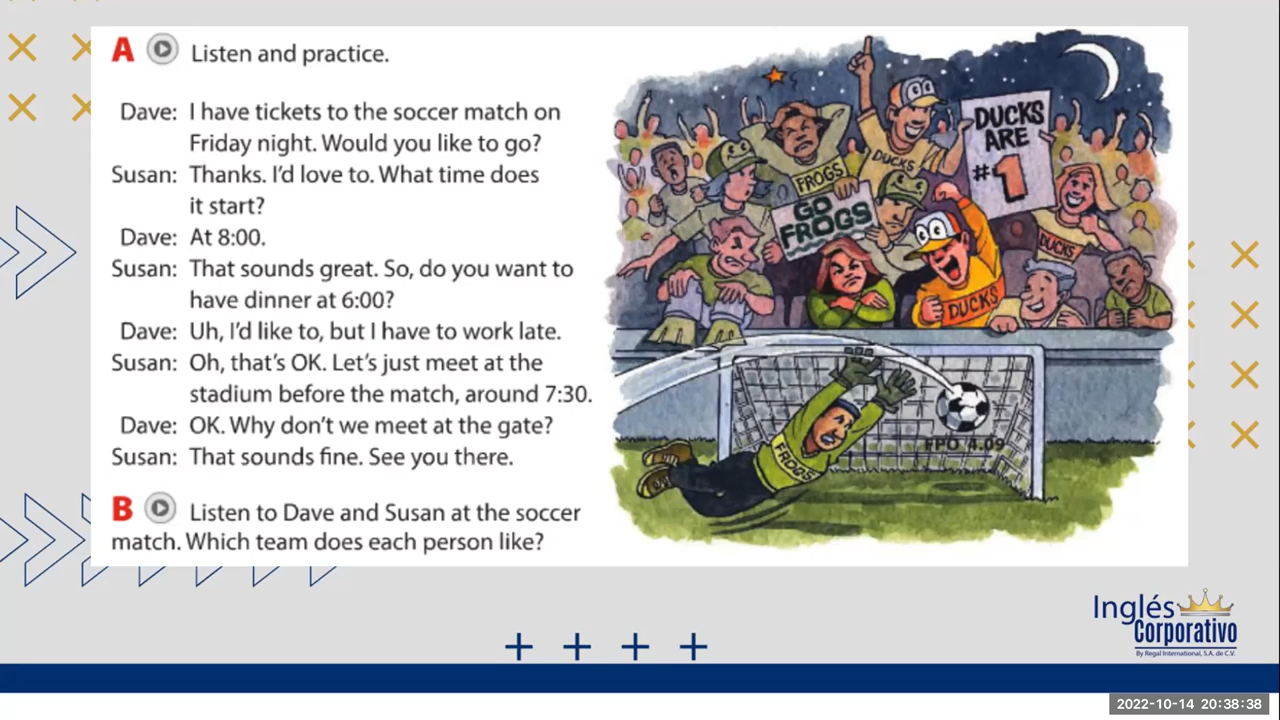 A Listen and practice.
Dave: I have tickets to the soccer match on
Friday night. Would you like to go?
Susan: Thanks. I'd love to. What time does
it start?
Dave: At 8:00.
Susan: That sounds great. So, do you want to
have dinner at 6:00?
Dave: Uh, I'd like to, but I have to work late.
Susan: Oh, that's OK. Let's just meet at the
stadium before the match, around 7:30.
Dave: OK. Why don't we meet at the gate?
Susan: That sounds fine. See you there.
B Listen to Dave and Susan at the soccer
match. Which team does each person like?
DUCKS
ARE
#1
DUCKS
FROGS
GO
FROGS
DUCKS
DUCKS
FROGS
FPO 4.09
Inglés
Corporativo
By Regal International, S.A. de C.V.
2022-10-14 20:38:38